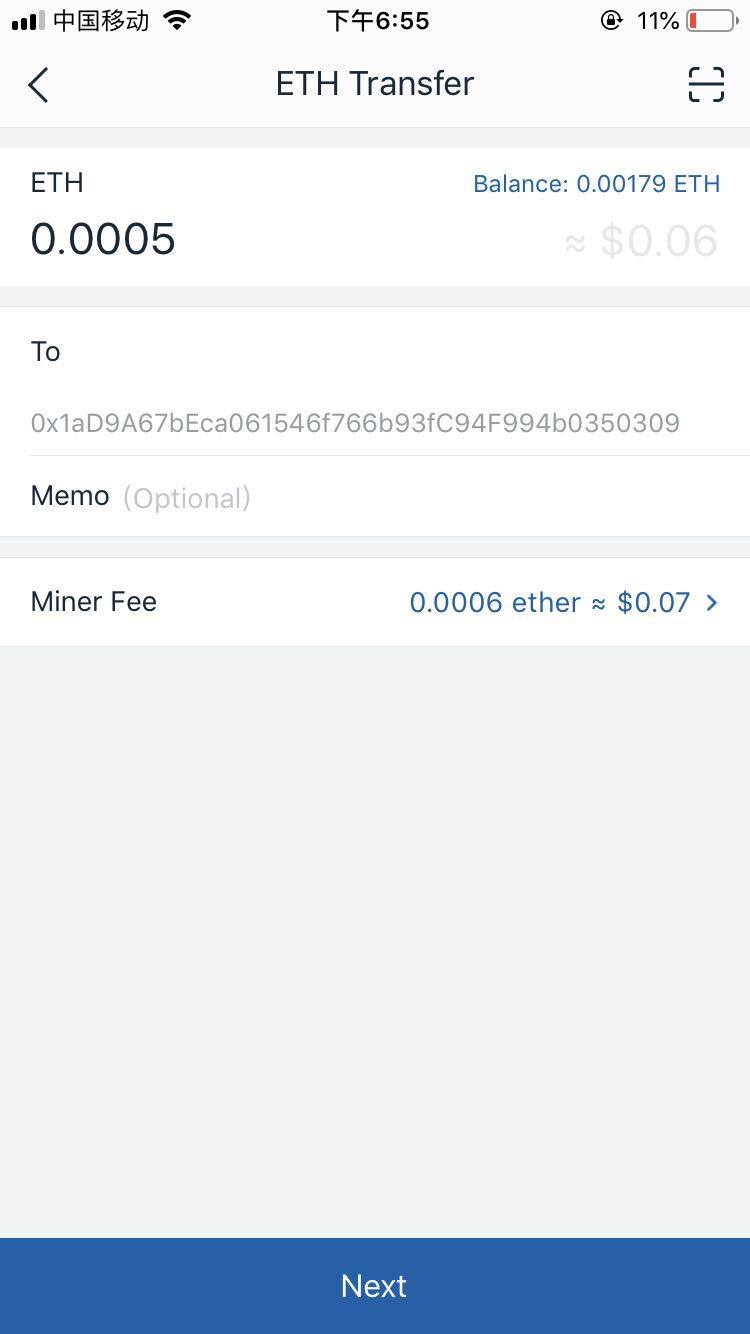 中国移动 下午6:55 11%
ETH Transfer
ETH Balance: 0.00179 ETH
0.0005 ≈ $0.06
To
0x1aD9A67bEca061546f766b93fC94F994b0350309
Memo (Optional)
Miner Fee 0.0006 ether ≈ $0.07
Next